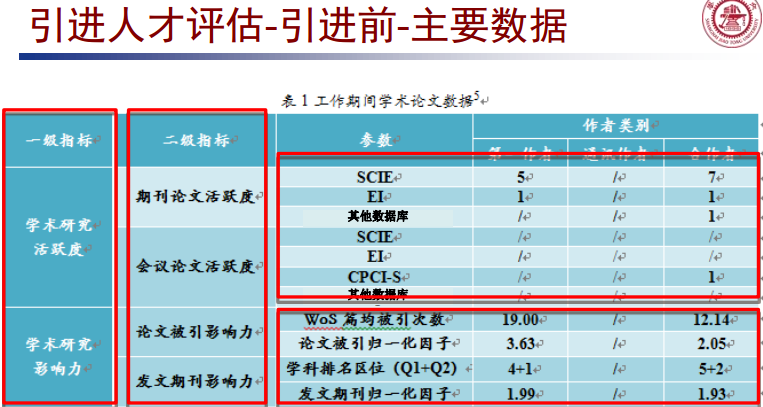 引进人才评估-引进前-主要数据
表 1 工作期间学术论文数据5
一级指标 二级指标 参数 作者类别
第一作者 通讯作者 合作者
学术研究活跃度 期刊论文活跃度 SCIE 5 / 7
EI 1 / 1
其他数据库 1
会议论文活跃度 SCIE / / /
EI / / /
CPCI-S / / 1
其他数据库 / / /
学术研究影响力 论文被引影响力 WoS 篇均被引次数 19.00 / 12.14
论文被引归一化因子 3.63 / 2.05
发文期刊影响力 学科排名区位（Q1+Q2） 4+1 / 5+2
发文期刊归一化因子 1.99 / 1.93